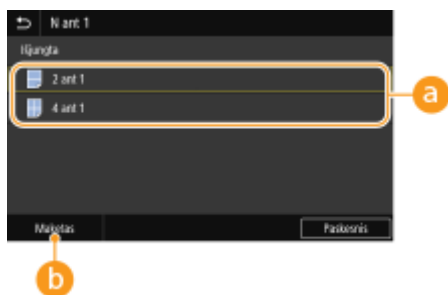 N ant 1
Išjungta
2 ant 1
4 ant 1
a
Maketas
Paskesnis
b